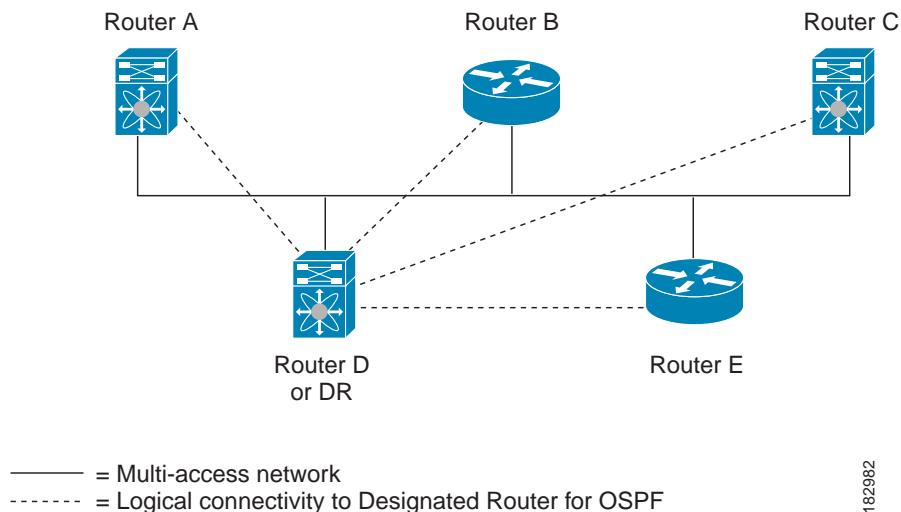 Router A
Router B
Router C
Router D
or DR
Router E
= Multi-access network
= Logical connectivity to Designated Router for OSPF
182982